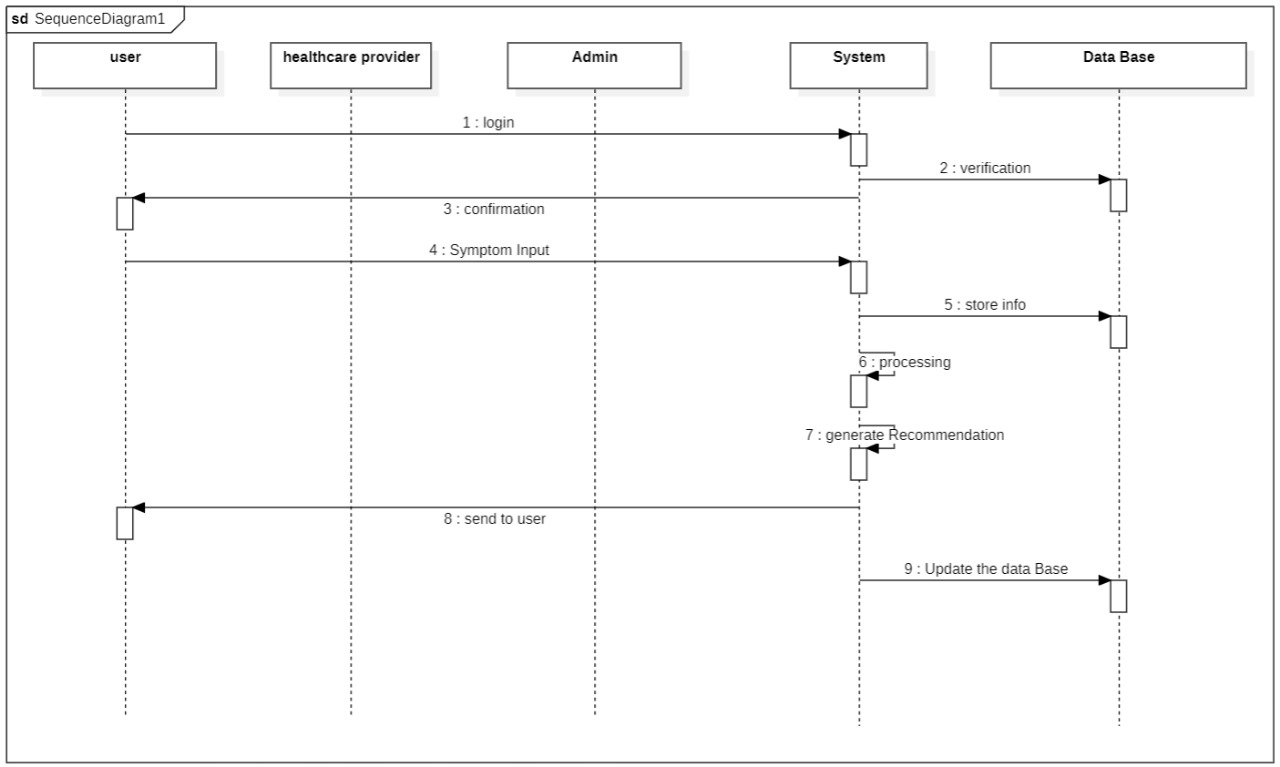 sd SequenceDiagram1
user
healthcare provider
Admin
System
Data Base
1 : login
2 : verification
3 : confirmation
4 : Symptom Input
5 : store info
6 : processing
7 : generate Recommendation
8 : send to user
9 : Update the data Base